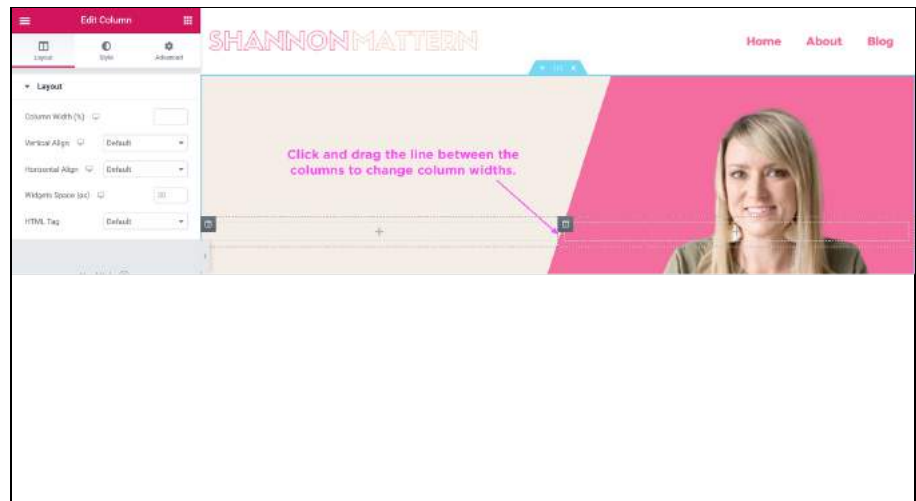 Edit Column
Layout
Style
Advanced
SHANNONMATTERN
Home About Blog
Layout
Column Width (%)
Vertical Align Default
Horizontal Align Default
Widgets Space (px) 20
HTML Tag Default
Click and drag the line between the
columns to change column widths.